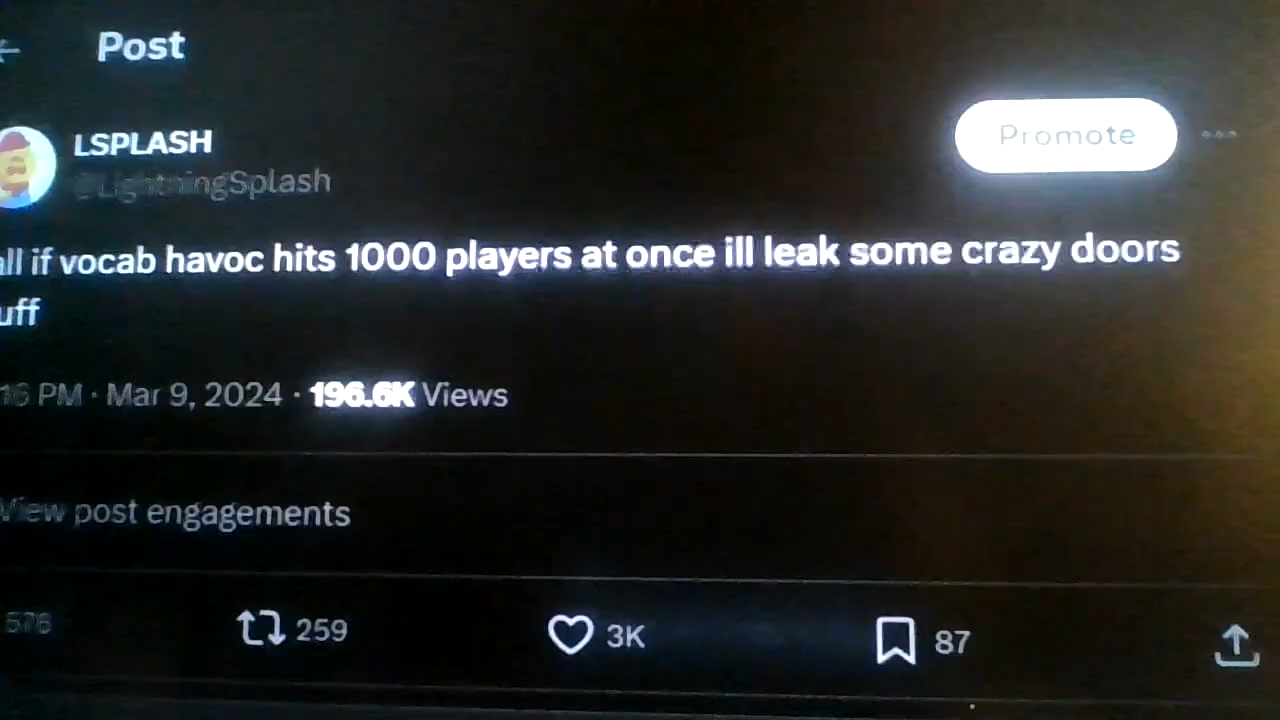 Post
LSPLASH
Promote
@LightningSplash
all if vocab havoc hits 1000 players at once ill leak some crazy doors
uff
16 PM · Mar 9, 2024 · 196.6K Views
View post engagements
576 259 3K 87